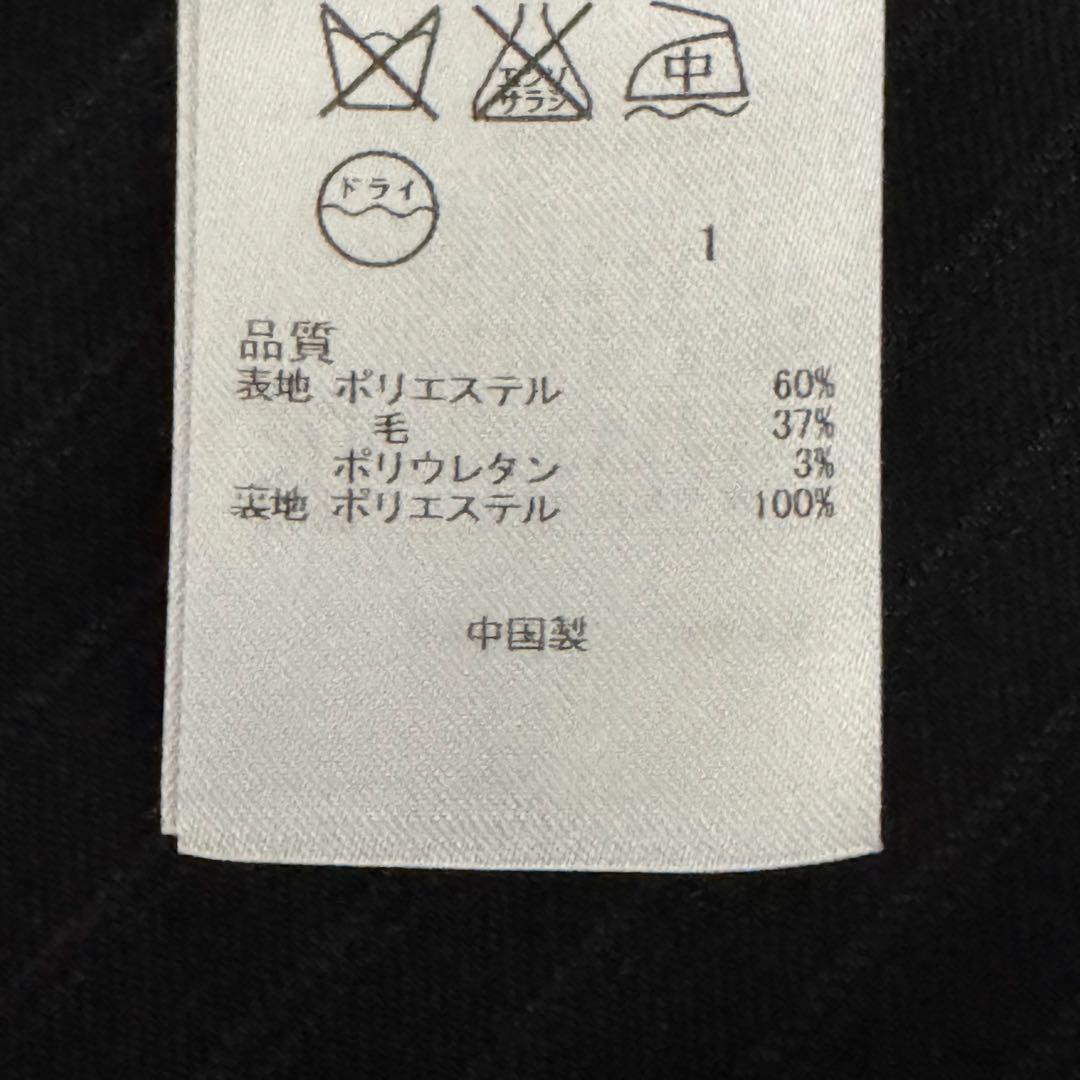 エンソ
サラシ
中
ドライ
1
品質
表地 ポリエステル 60%
毛 37%
ポリウレタン 3%
裏地 ポリエステル 100%
中国製